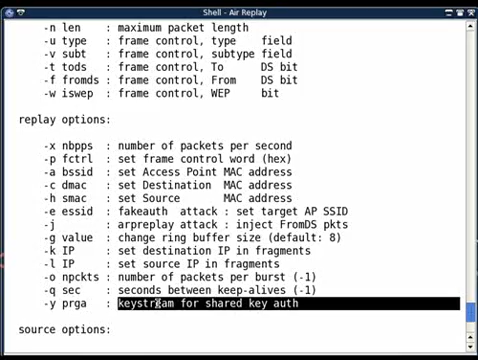 Shell - Air Replay
-n len : maximum packet length
-u type : frame control, type field
-v subt : frame control, subtype field
-t tods : frame control, To DS bit
-f fromds : frame control, From DS bit
-w iswep : frame control, WEP bit
replay options:
-x nbpps : number of packets per second
-p fctrl : set frame control word (hex)
-a bssid : set Access Point MAC address
-c dmac : set Destination MAC address
-h smac : set Source MAC address
-e essid : fakeauth attack : set target AP SSID
-j : arpreplay attack : inject FromDS pkts
-g value : change ring buffer size (default: 8)
-k IP : set destination IP in fragments
-l IP : set source IP in fragments
-o npckts : number of packets per burst (-1)
-q sec : seconds between keep-alives (-1)
-y prga : keystream for shared key auth
source options: